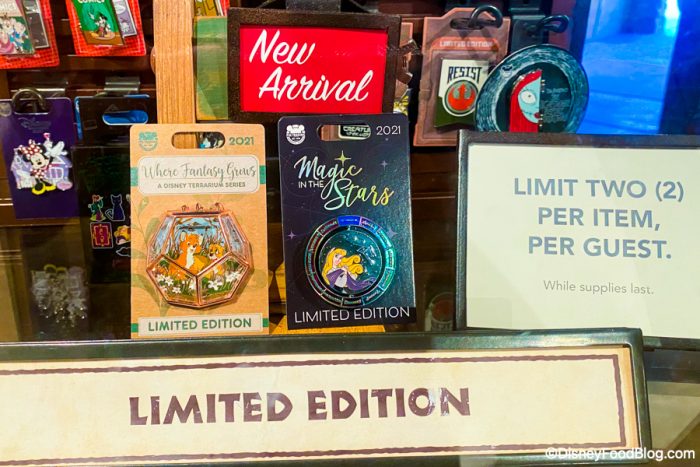 New
Arrival
LIMITED EDITION
RESIST
2021
Where Fantasy Grows
A DISNEY TERRARIUM SERIES
LIMITED EDITION
2021
Magic
IN THE
Stars
LIMITED EDITION
LIMIT TWO (2)
PER ITEM,
PER GUEST.
While supplies last.
LIMITED EDITION
©DisneyFoodBlog.com